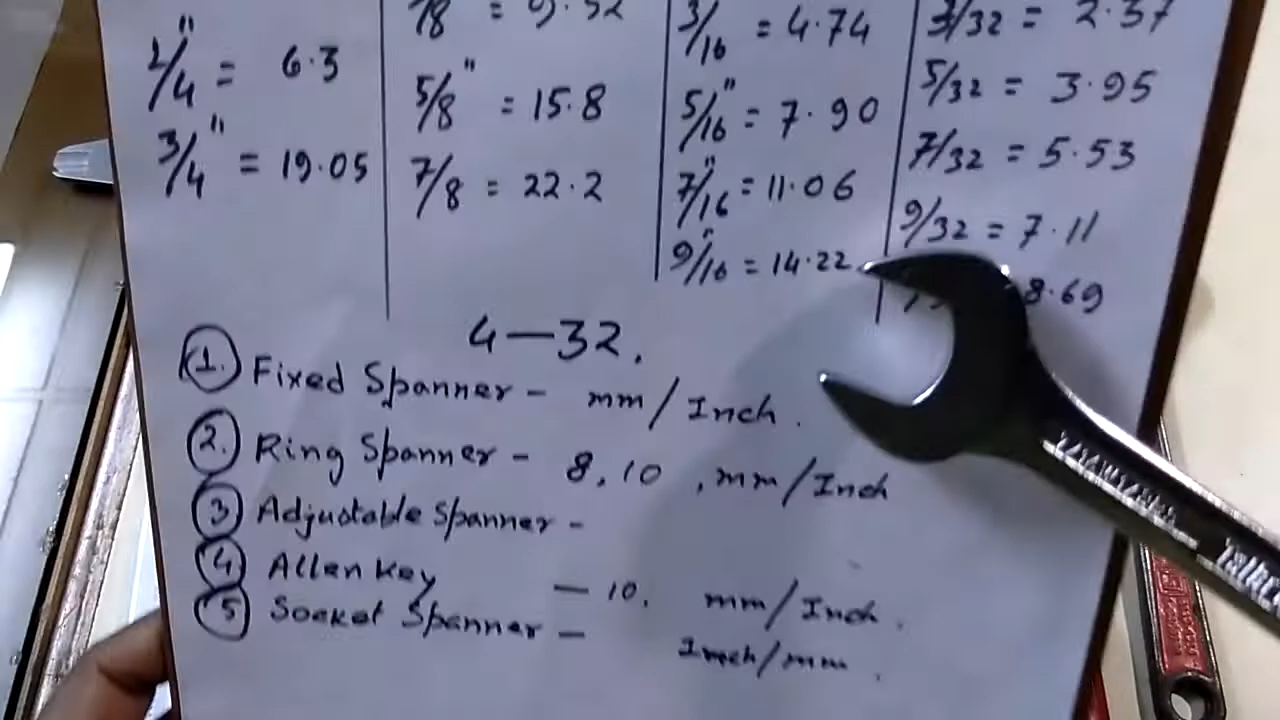 1/4" = 6.3
3/4" = 19.05
5/8" = 15.8
7/8 = 22.2
3/16 = 4.74
5/16" = 7.90
7/16" = 11.06
9/16" = 14.22
3/32 = 2.37
5/32 = 3.95
7/32 = 5.53
9/32 = 7.11
8.69
4—32.
1. Fixed Spanner - mm/Inch.
2. Ring Spanner - 8, 10, mm/Inch
3 Adjustable Spanner -
4 Allen Key — 10. mm/Inch.
5 Socket Spanner — Inch/mm.